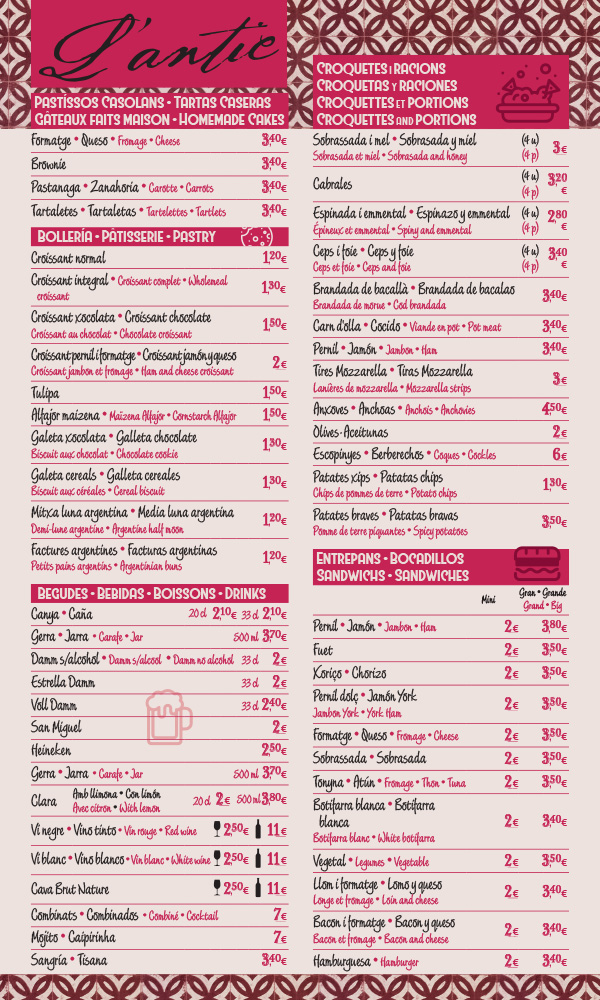 L'antic
PASTÍSSOS CASOLANS - TARTAS CASERAS
GÂTEAUX FAITS MAISON - HOMEMADE CAKES
Formatge • Queso • Fromage • Cheese 3,40€
Brownie 3,40€
Pastanaga • Zanahoria • Carotte • Carrots 3,40€
Tartaletes • Tartaletas • Tartelettes • Tartlets 3,40€
BOLLERÍA - PÂTISSERIE - PASTRY
Croissant normal 1,20€
Croissant integral • Croissant complet • Wholemeal
croissant 1,30€
Croissant xocolata • Croissant chocolate
Croissant au chocolat • Chocolate croissant 1,50€
Croissant pernil i formatge • Croissant jamón y queso
Croissant jambon et fromage • Ham and cheese croissant 2€
Tulipa 1,50€
Alfajor maizena • Maïzena Alfajor • Cornstarch Alfajor 1,50€
Galeta xocolata • Galleta chocolate
Biscuit aux chocolat • Chocolate cookie 1,30€
Galeta cereals • Galleta cereales
Biscuit aux céréales • Cereal biscuit 1,30€
Mitxa luna argentina • Media luna argentina
Demi-lune argentine • Argentine half moon 1,20€
Factures argentines • Facturas argentinas
Petits pains argentins • Argentinian buns 1,20€
BEGUDES - BEBIDAS - BOISSONS - DRINKS
Canya • Caña 20 cl 2,10€ 33 cl 2,10€
Gerra • Jarra • Carafe • Jar 500 ml 3,70€
Damm s/alcohol • Damm s/alcool • Damm no alcohol 33 cl 2€
Estrella Damm 33 cl 2€
Voll Damm 33 cl 2,40€
San Miguel 2€
Heineken 2,50€
Gerra • Jarra • Carafe • Jar 500 ml 3,70€
Clara Amb llimona • Con limón
Avec citron • With lemon 20 cl 2€ 500 ml 3,80€
Vi negre • Vino tinto • Vin rouge • Red wine 2,50€ 11€
Vi blanc • Vino blanco • Vin blanc • White wine 2,50€ 11€
Cava Brut Nature 2,50€ 11€
Combinats • Combinados • Combiné • Cocktail 7€
Mojito • Caipirinha 7€
Sangría • Tisana 3,40€
CROQUETES I RACIONS
CROQUETAS Y RACIONES
CROQUETTES ET PORTIONS
CROQUETTES AND PORTIONS
Sobrassada i mel • Sobrasada y miel (4 u)
Sobrasada et miel • Sobrasada and honey (4 p) 3€
Cabrales (4 u) (4 p) 3,20€
Espinada i emmental • Espinazo y emmental (4 u)
Épineux et emmental • Spiny and emmental (4 p) 2,80€
Ceps i foie • Ceps y foie (4 u)
Ceps et foie • Ceps and foie (4 p) 3,40€
Brandada de bacallà • Brandada de bacalao
Brandada de morue • Cod brandada 3,40€
Carn d'olla • Cocido • Viande en pot • Pot meat 3,40€
Pernil • Jamón • Jambon • Ham 3,40€
Tires Mozzarella • Tiras Mozzarella
Lanières de mozzarella • Mozzarella strips 3€
Anxoves • Anchoas • Anchois • Anchovies 4,50€
Olives-Aceitunas 2€
Escopinyes • Berberechos • Coques • Cockles 6€
Patates xips • Patatas chips
Chips de pommes de terre • Potato chips 1,30€
Patates braves • Patatas bravas
Pomme de terre piquantes • Spicy potatoes 3,50€
ENTREPANS - BOCADILLOS
SANDWICHS - SANDWICHES
Mini Gran • Grande
Grand • Big
Pernil • Jamón • Jambon • Ham 2€ 3,80€
Fuet 2€ 3,50€
Xoriço • Chorizo 2€ 3,50€
Pernil dolç • Jamón York
Jambon York • York Ham 2€ 3,50€
Formatge • Queso • Fromage • Cheese 2€ 3,50€
Sobrassada • Sobrasada 2€ 3,50€
Tonyna • Atún • Fromage • Thon • Tuna 2€ 3,50€
Botifarra blanca • Botifarra
blanca
Botifarra blanc • White botifarra 2€ 3,40€
Vegetal • Legumes • Vegetable 2€ 3,50€
Llom i formatge • Lomo y queso
Longe et fromage • Loin and cheese 2€ 3,40€
Bacon i formatge • Bacon y queso
Bacon et fromage • Bacon and cheese 2€ 3,40€
Hamburguesa • Hamburger 2€ 3,40€